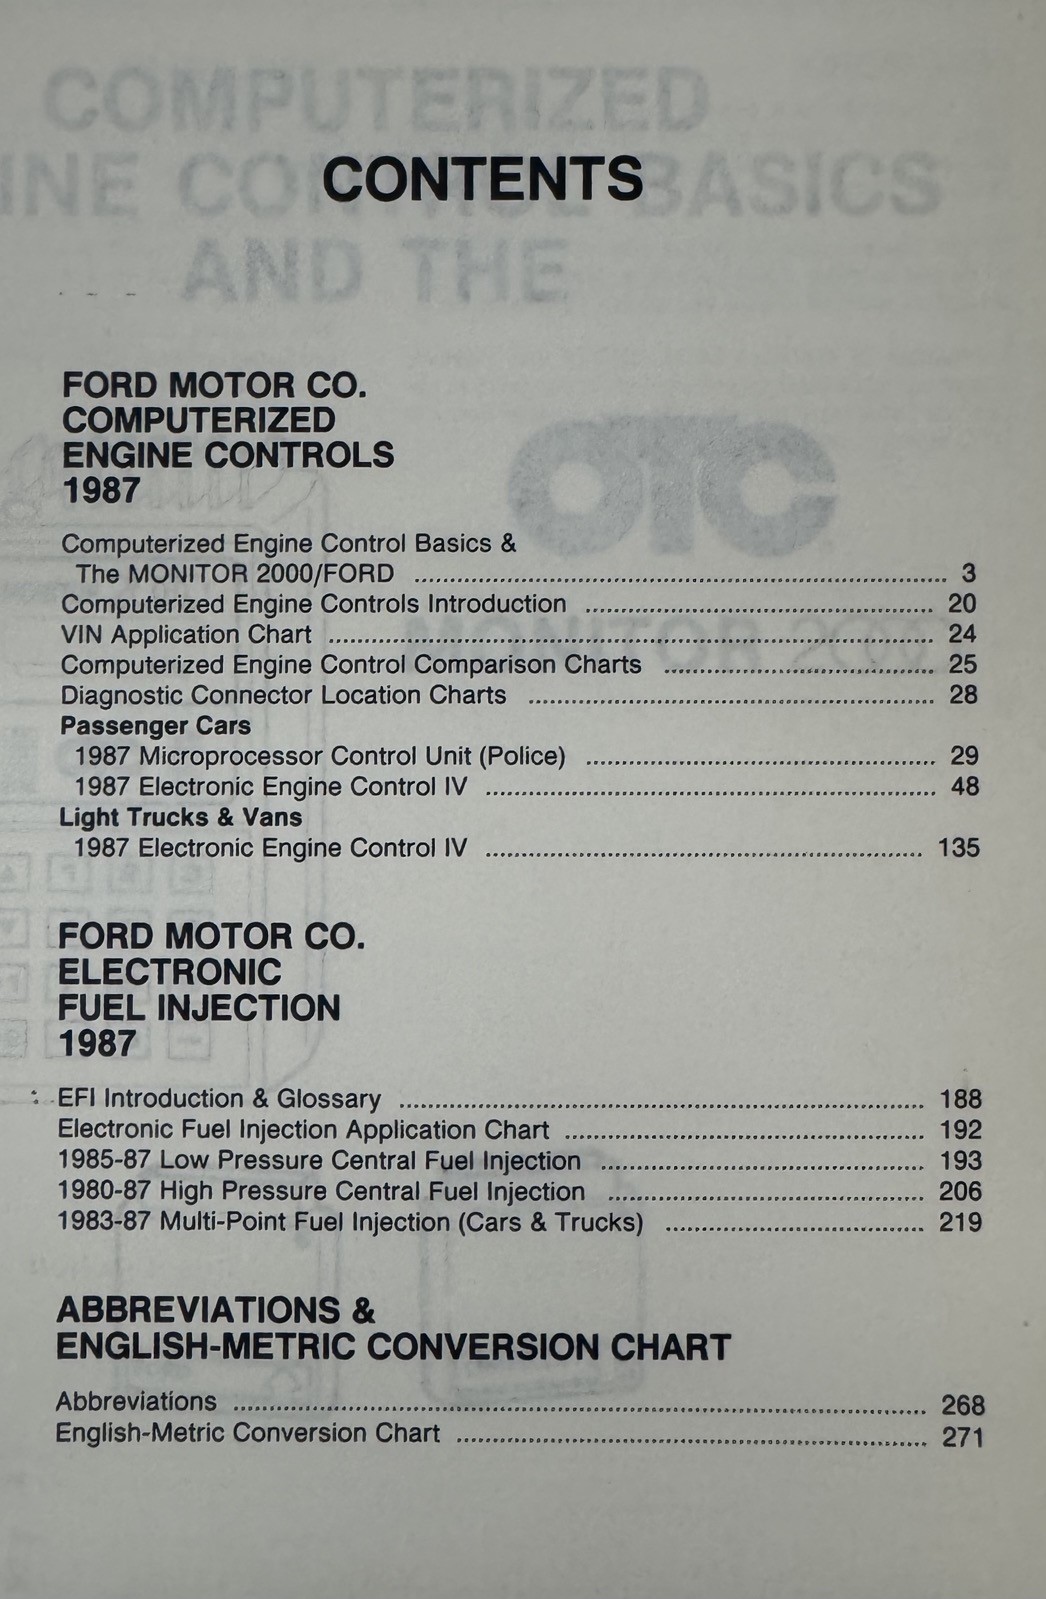 COMPUTERIZED
CONTENTS
BASICS
AND THE
FORD MOTOR CO.
COMPUTERIZED
ENGINE CONTROLS
1987
OTC
Computerized Engine Control Basics &
The MONITOR 2000/FORD ........ 3
Computerized Engine Controls Introduction ........ 20
VIN Application Chart ........ 24
Computerized Engine Control Comparison Charts ........ 25
Diagnostic Connector Location Charts ........ 28
Passenger Cars
1987 Microprocessor Control Unit (Police) ........ 29
1987 Electronic Engine Control IV ........ 48
Light Trucks & Vans
1987 Electronic Engine Control IV ........ 135
FORD MOTOR CO.
ELECTRONIC
FUEL INJECTION
1987
EFI Introduction & Glossary ........ 188
Electronic Fuel Injection Application Chart ........ 192
1985-87 Low Pressure Central Fuel Injection ........ 193
1980-87 High Pressure Central Fuel Injection ........ 206
1983-87 Multi-Point Fuel Injection (Cars & Trucks) ........ 219
ABBREVIATIONS &
ENGLISH-METRIC CONVERSION CHART
Abbreviations ........ 268
English-Metric Conversion Chart ........ 271